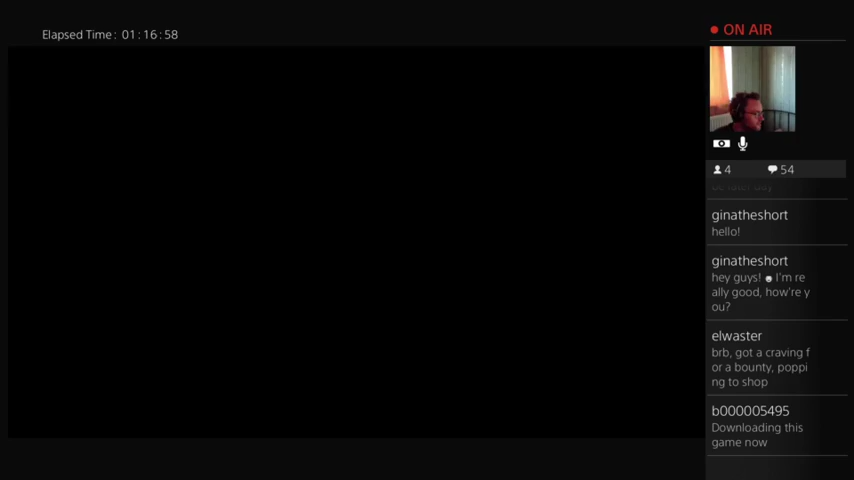 Elapsed Time: 01:16:58
ON AIR
4
54
ginatheshort
hello!
ginatheshort
hey guys! I'm re
ally good, how're y
ou?
elwaster
brb, got a craving f
or a bounty, poppi
ng to shop
b000005495
Downloading this
game now